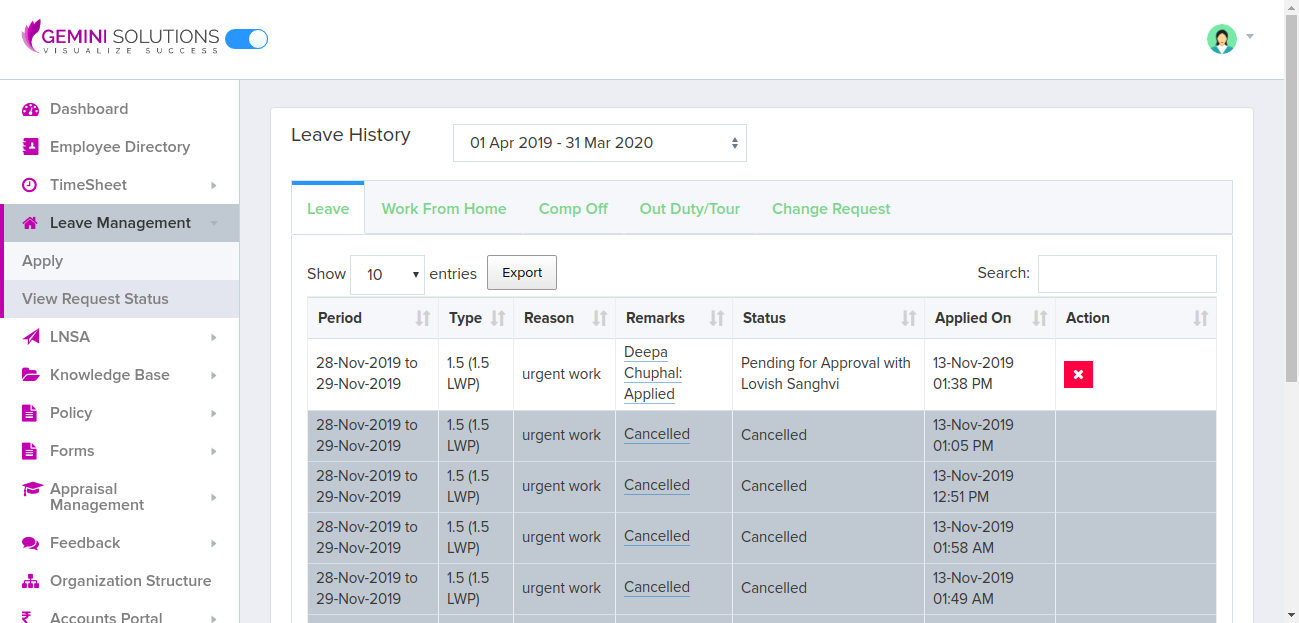 GEMINI SOLUTIONS
VISUALIZE SUCCESS
Dashboard
Employee Directory
TimeSheet
Leave Management
Apply
View Request Status
LNSA
Knowledge Base
Policy
Forms
Appraisal
Management
Feedback
Organization Structure
Accounts Portal
Leave History
01 Apr 2019 - 31 Mar 2020
Leave Work From Home Comp Off Out Duty/Tour Change Request
Show 10 entries Export Search:
Period Type Reason Remarks Status Applied On Action
28-Nov-2019 to
29-Nov-2019
1.5 (1.5
LWP)
urgent work
Deepa
Chuphal:
Applied
Pending for Approval with
Lovish Sanghvi
13-Nov-2019
01:38 PM
28-Nov-2019 to
29-Nov-2019
1.5 (1.5
LWP)
urgent work
Cancelled
Cancelled
13-Nov-2019
01:05 PM
28-Nov-2019 to
29-Nov-2019
1.5 (1.5
LWP)
urgent work
Cancelled
Cancelled
13-Nov-2019
12:51 PM
28-Nov-2019 to
29-Nov-2019
1.5 (1.5
LWP)
urgent work
Cancelled
Cancelled
13-Nov-2019
01:58 AM
28-Nov-2019 to
29-Nov-2019
1.5 (1.5
LWP)
urgent work
Cancelled
Cancelled
13-Nov-2019
01:49 AM